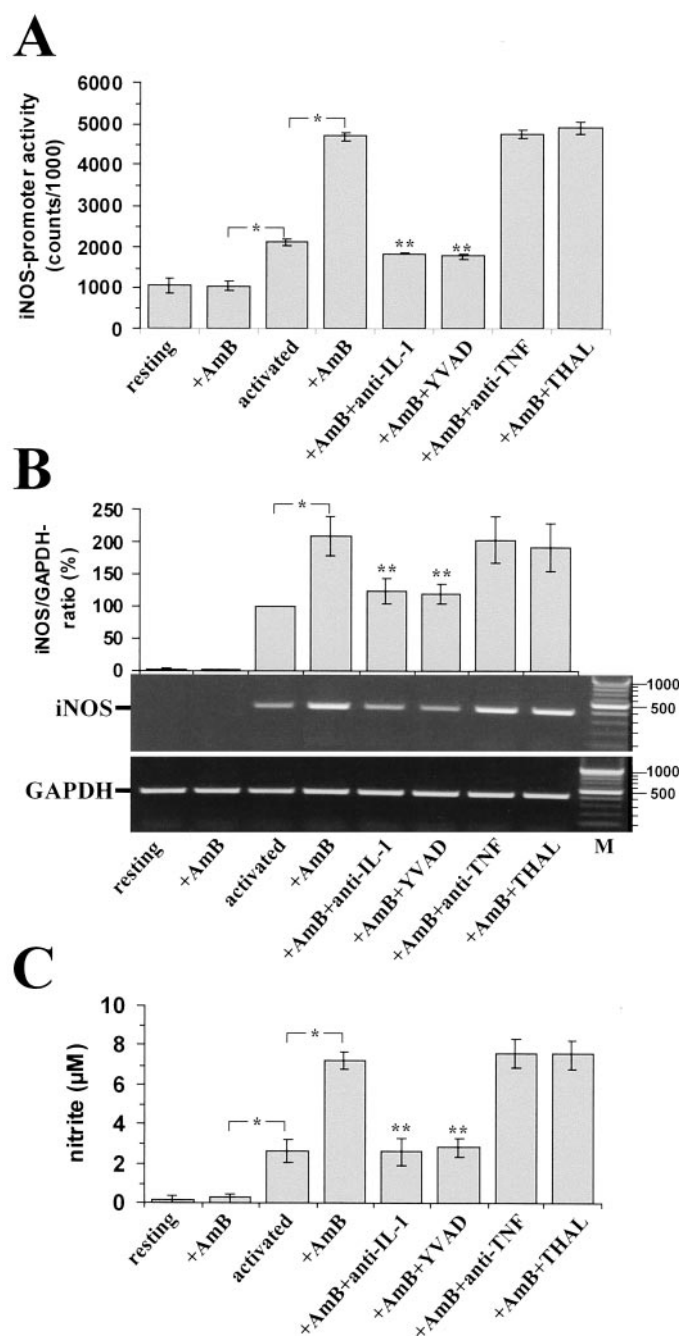 A
iNOS-promoter activity
(counts/1000)
6000
5000
4000
3000
2000
1000
0
*
*
**
**
resting
+AmB
activated
+AmB
+AmB+anti-IL-1
+AmB+YVAD
+AmB+anti-TNF
+AmB+THAL
B
iNOS/GAPDH-
ratio (%)
250
200
150
100
50
0
*
**
**
iNOS
1000
500
GAPDH
1000
500
resting
+AmB
activated
+AmB
+AmB+anti-IL-1
+AmB+YVAD
+AmB+anti-TNF
+AmB+THAL
M
C
nitrite (µM)
10
8
6
4
2
0
*
*
**
**
resting
+AmB
activated
+AmB
+AmB+anti-IL-1
+AmB+YVAD
+AmB+anti-TNF
+AmB+THAL